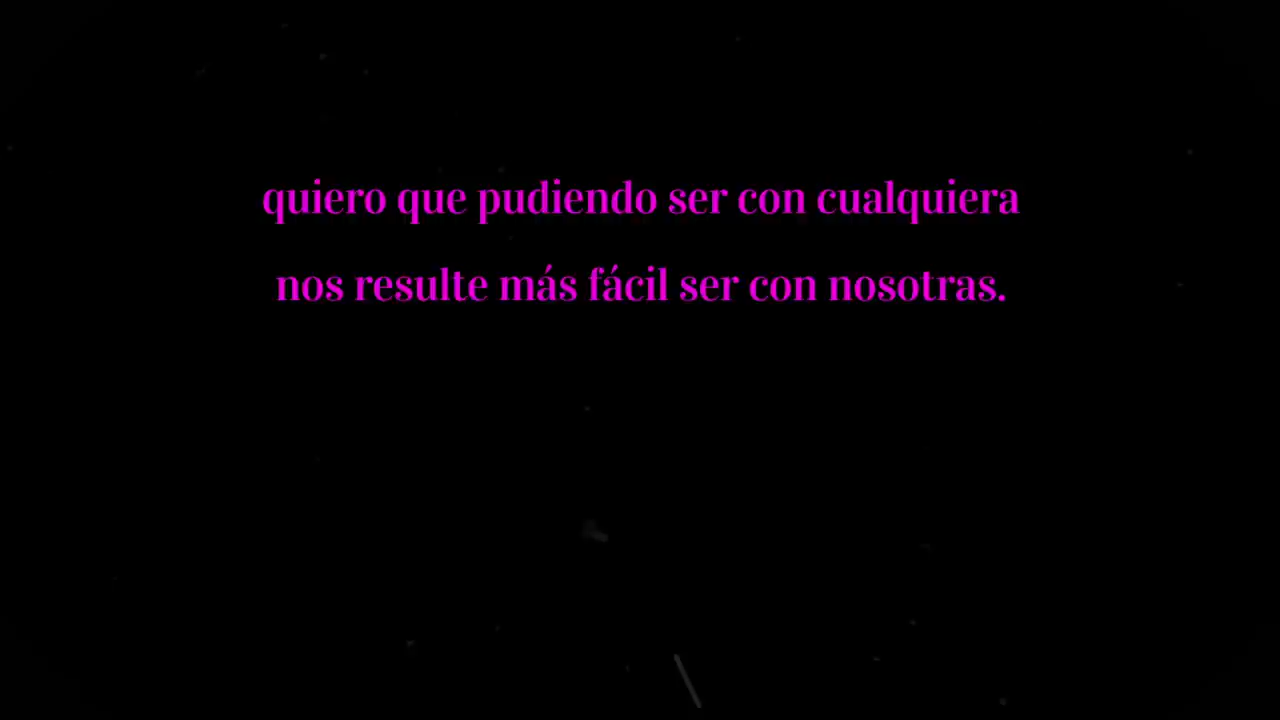 quiero que pudiendo ser con cualquiera
nos resulte más fácil ser con nosotras.